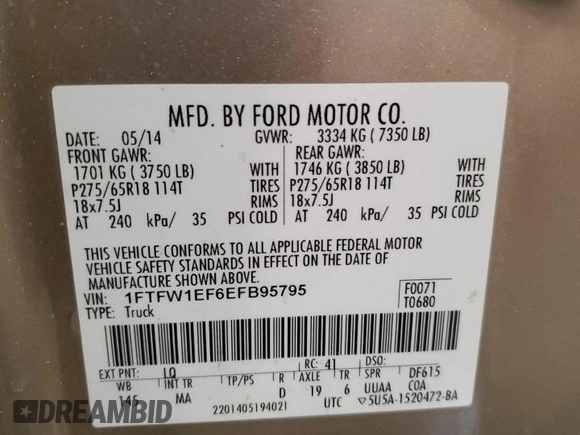 MFD. BY FORD MOTOR CO.
DATE: 05/14 GVWR: 3334 KG ( 7350 LB)
FRONT GAWR: REAR GAWR:
1701 KG ( 3750 LB) WITH 1746 KG ( 3850 LB) WITH
P275/65R18 114T TIRES P275/65R18 114T TIRES
18x7.5J RIMS 18x7.5J RIMS
AT 240 kPa/ 35 PSI COLD AT 240 kPa/ 35 PSI COLD
THIS VEHICLE CONFORMS TO ALL APPLICABLE FEDERAL MOTOR
VEHICLE SAFETY STANDARDS IN EFFECT ON THE DATE OF
MANUFACTURE SHOWN ABOVE.
VIN: 1FTFW1EF6EFB95795 F0071
TYPE: Truck T0680
EXT PNT: LQ RC: 41 DSO:
WB INT TR TP/PS R AXLE TR SPR DF615
145 MA D 19 6 UUAA COA
2201405194021 UTC ▽5U5A-1520472-BA
DREAMBID
.COM